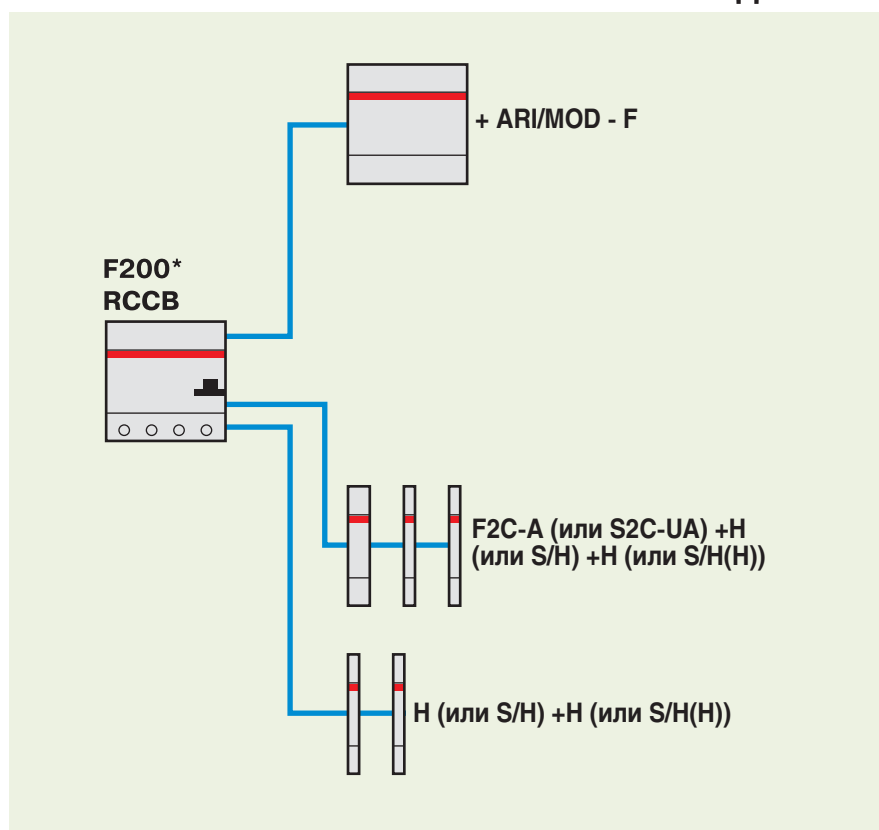 + ARI/MOD - F
F200*
RCCB
F2C-A (или S2C-UA) +H
(или S/H) +H (или S/H(H))
H (или S/H) +H (или S/H(H))